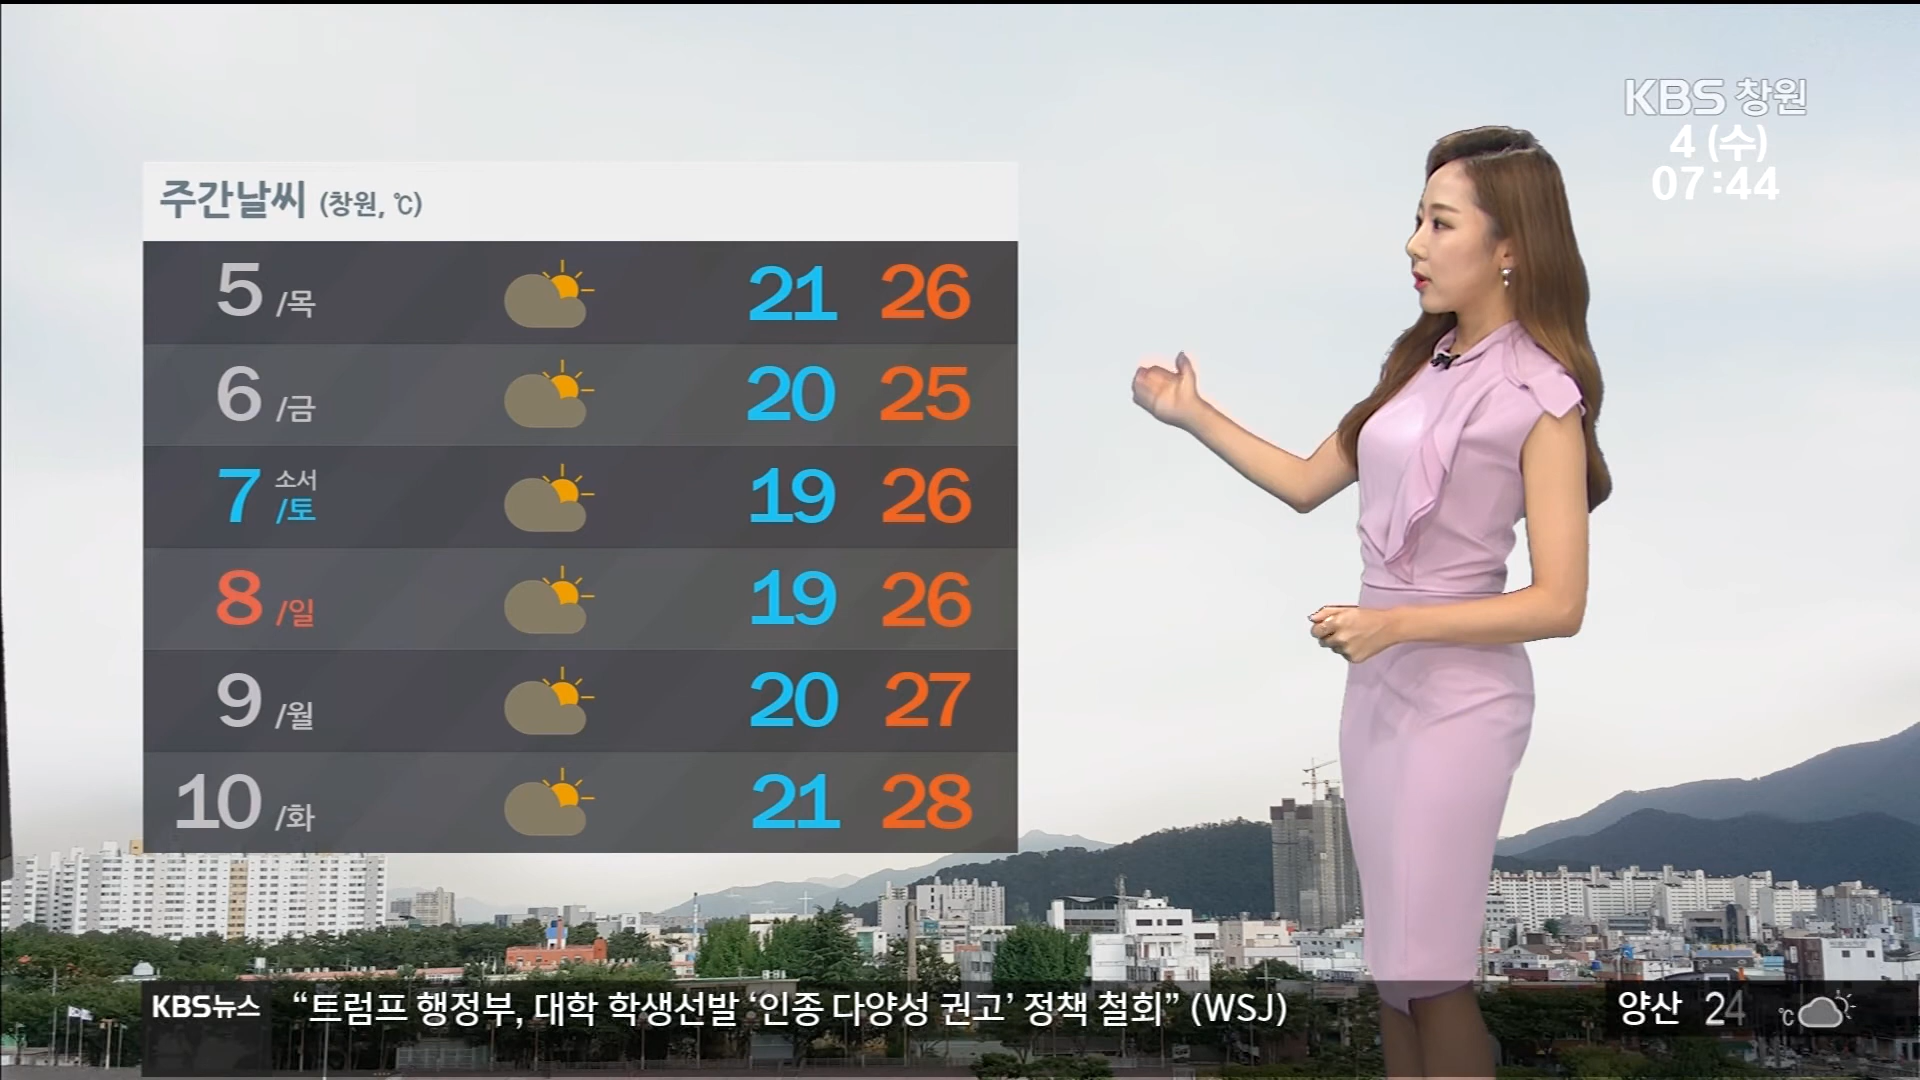 KBS 창원
4 (수)
07:44
주간날씨 (창원, ℃)
5 /목 21 26
6 /금 20 25
7 소서 /토 19 26
8 /일 19 26
9 /월 20 27
10 /화 21 28
KBS뉴스 “트럼프 행정부, 대학 학생선발 ‘인종 다양성 권고’ 정책 철회” (WSJ) 양산 24 ℃